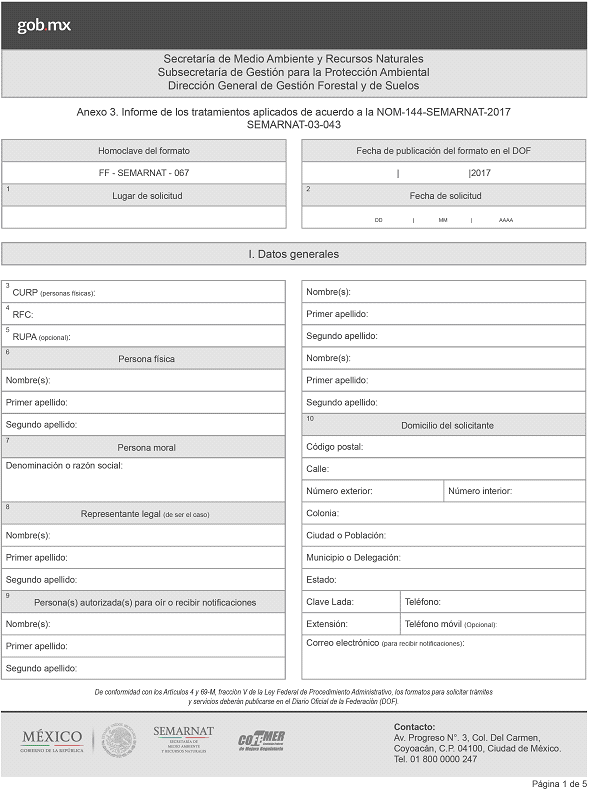 gob.mx
Secretaría de Medio Ambiente y Recursos Naturales
Subsecretaría de Gestión para la Protección Ambiental
Dirección General de Gestión Forestal y de Suelos
Anexo 3. Informe de los tratamientos aplicados de acuerdo a la NOM-144-SEMARNAT-2017
SEMARNAT-03-043
Homoclave del formato
FF - SEMARNAT - 067
1
Lugar de solicitud
Fecha de publicación del formato en el DOF
| |2017
2
Fecha de solicitud
DD | MM | AAAA
I. Datos generales
3
CURP (personas físicas):
4
RFC:
5
RUPA (opcional):
6
Persona física
Nombre(s):
Primer apellido:
Segundo apellido:
7
Persona moral
Denominación o razón social:
8
Representante legal (de ser el caso)
Nombre(s):
Primer apellido:
Segundo apellido:
9
Persona(s) autorizada(s) para oír o recibir notificaciones
Nombre(s):
Primer apellido:
Segundo apellido:
Nombre(s):
Primer apellido:
Segundo apellido:
Nombre(s):
Primer apellido:
Segundo apellido:
10
Domicilio del solicitante
Código postal:
Calle:
Número exterior: Número interior:
Colonia:
Ciudad o Población:
Municipio o Delegación:
Estado:
Clave Lada: Teléfono:
Extensión: Teléfono móvil (Opcional):
Correo electrónico (para recibir notificaciones):
De conformidad con los Artículos 4 y 69-M, fracción V de la Ley Federal de Procedimiento Administrativo, los formatos para solicitar trámites
y servicios deberán publicarse en el Diario Oficial de la Federación (DOF).
MÉXICO
GOBIERNO DE LA REPÚBLICA
SEMARNAT
SECRETARÍA DE
MEDIO AMBIENTE
Y RECURSOS NATURALES
COFEMER
de Mejora Regulatoria
Contacto:
Av. Progreso N°. 3, Col. Del Carmen,
Coyoacán, C.P. 04100, Ciudad de México.
Tel. 01 800 0000 247
Página 1 de 5